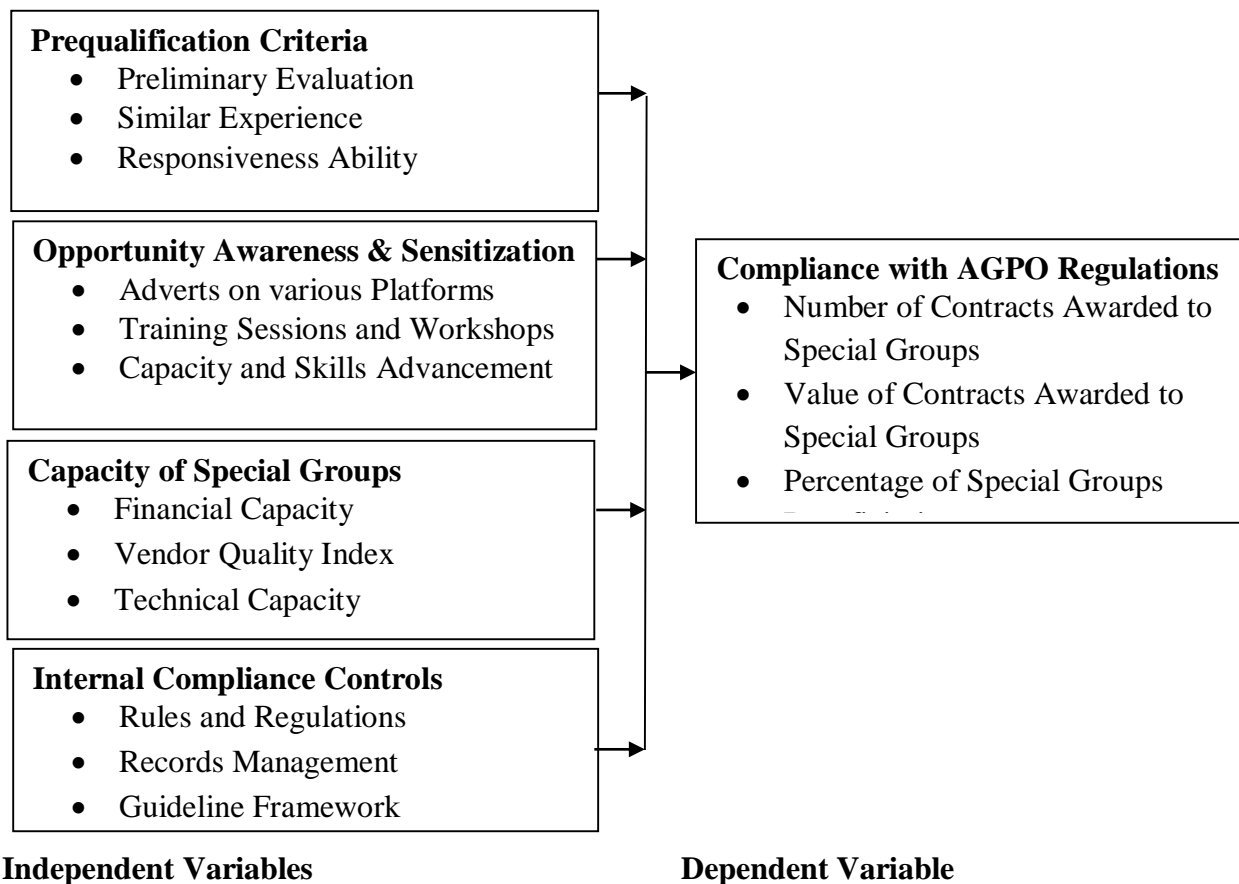 Prequalification Criteria
• Preliminary Evaluation
• Similar Experience
• Responsiveness Ability
Opportunity Awareness & Sensitization
• Adverts on various Platforms
• Training Sessions and Workshops
• Capacity and Skills Advancement
Capacity of Special Groups
• Financial Capacity
• Vendor Quality Index
• Technical Capacity
Internal Compliance Controls
• Rules and Regulations
• Records Management
• Guideline Framework
Compliance with AGPO Regulations
• Number of Contracts Awarded to
Special Groups
• Value of Contracts Awarded to
Special Groups
• Percentage of Special Groups
Independent Variables
Dependent Variable